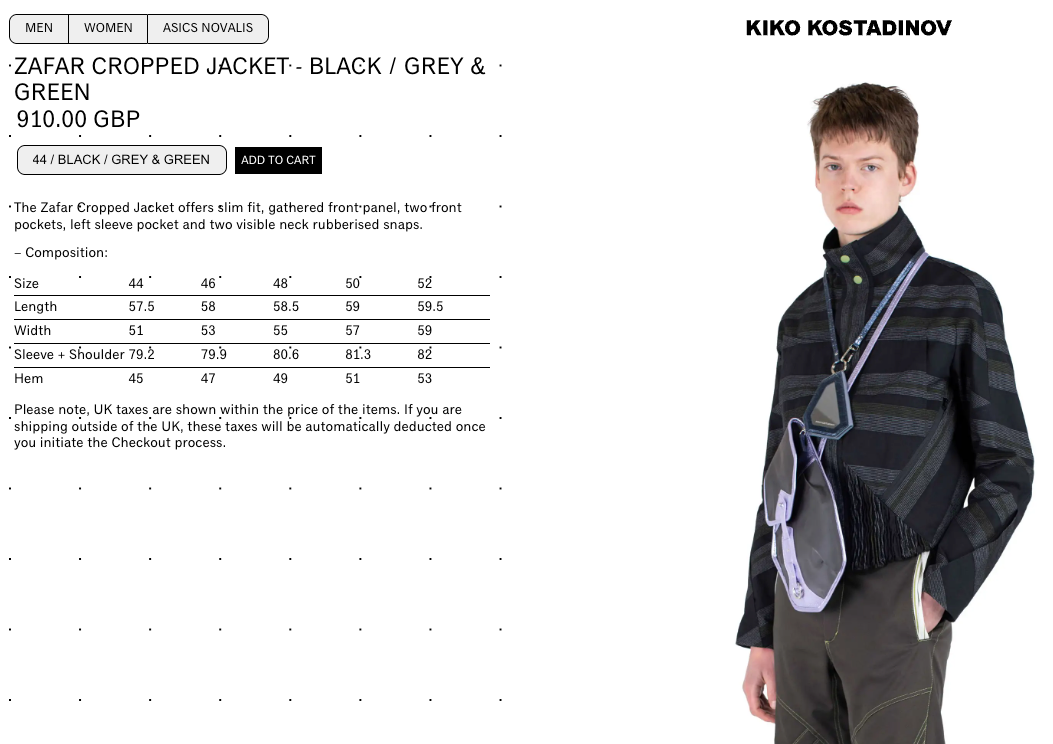 MEN WOMEN ASICS NOVALIS
KIKO KOSTADINOV
ZAFAR CROPPED JACKET - BLACK / GREY &
GREEN
910.00 GBP
44 / BLACK / GREY & GREEN ADD TO CART
The Zafar Cropped Jacket offers slim fit, gathered front panel, two front
pockets, left sleeve pocket and two visible neck rubberised snaps.
– Composition:
Size 44 46 48 50 52
Length 57.5 58 58.5 59 59.5
Width 51 53 55 57 59
Sleeve + Shoulder 79.2 79.9 80.6 81.3 82
Hem 45 47 49 51 53
Please note, UK taxes are shown within the price of the items. If you are
shipping outside of the UK, these taxes will be automatically deducted once
you initiate the Checkout process.